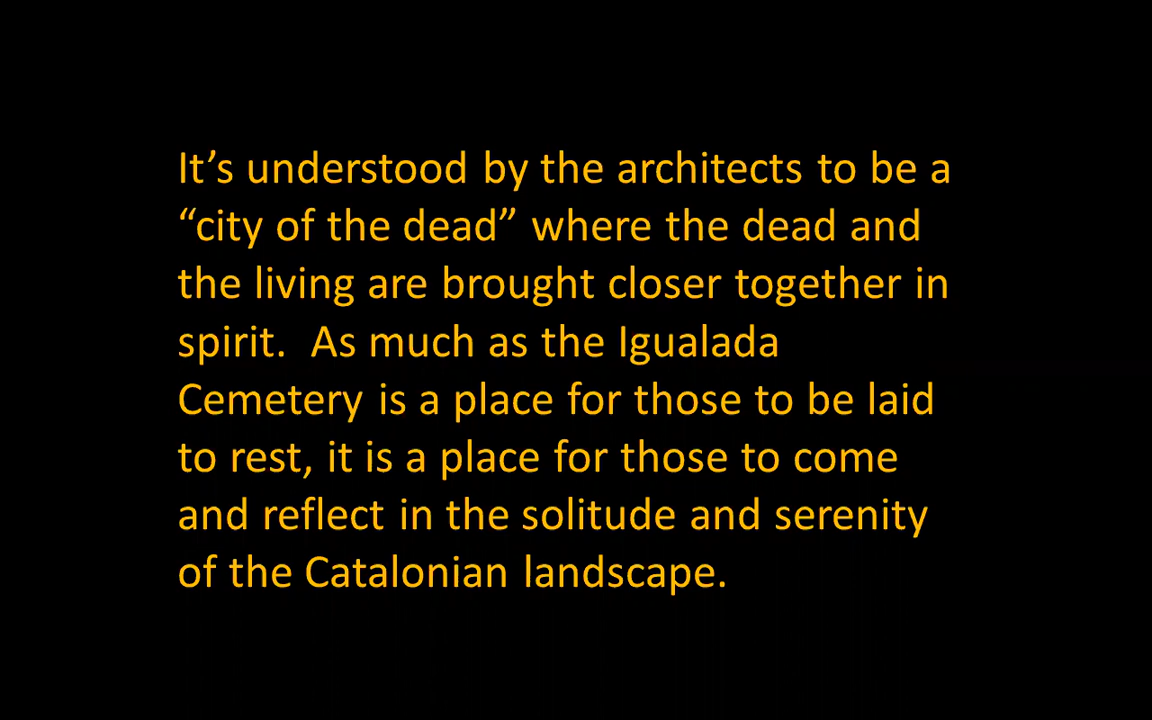 It’s understood by the architects to be a
“city of the dead” where the dead and
the living are brought closer together in
spirit.  As much as the Igualada
Cemetery is a place for those to be laid
to rest, it is a place for those to come
and reflect in the solitude and serenity
of the Catalonian landscape.